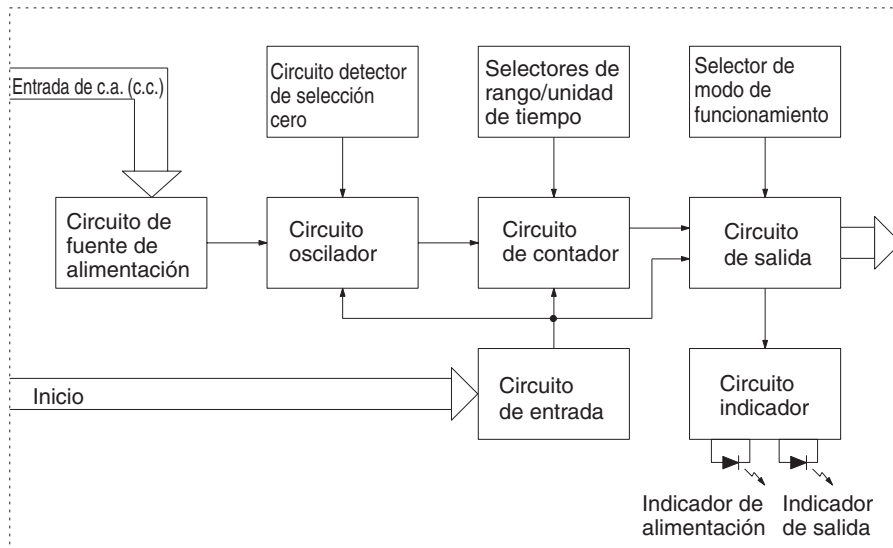 Entrada de c.a. (c.c.)
Circuito detector
de selección
cero
Selectores de
rango/unidad
de tiempo
Selector de
modo de
funcionamiento
Circuito de
fuente de
alimentación
Circuito
oscilador
Circuito
de contador
Circuito
de salida
Inicio
Circuito
de entrada
Circuito
indicador
Indicador de
alimentación
Indicador
de salida